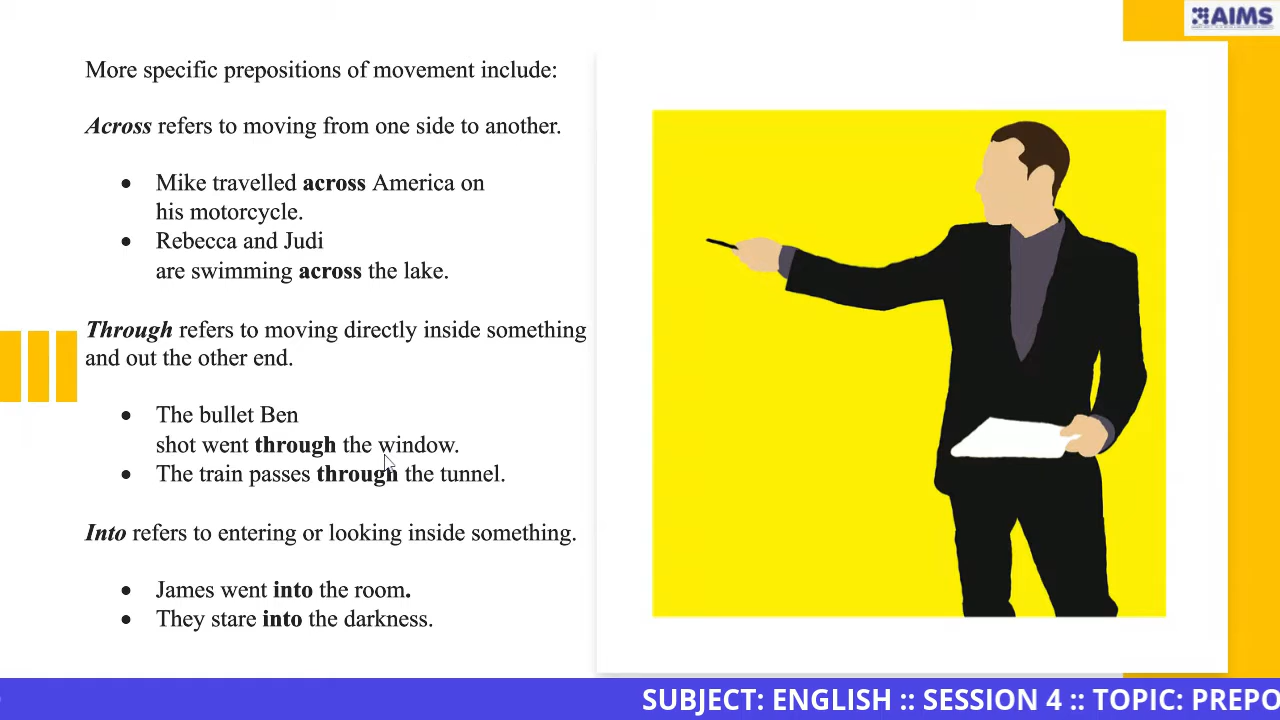 AIMS
More specific prepositions of movement include:
Across refers to moving from one side to another.
• Mike travelled across America on
his motorcycle.
• Rebecca and Judi
are swimming across the lake.
Through refers to moving directly inside something
and out the other end.
• The bullet Ben
shot went through the window.
• The train passes through the tunnel.
Into refers to entering or looking inside something.
• James went into the room.
• They stare into the darkness.
SUBJECT: ENGLISH :: SESSION 4 :: TOPIC: PREPO